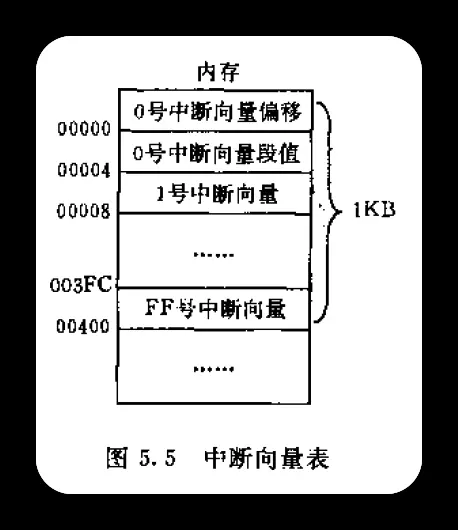 内存
0号中断向量偏移
00000
0号中断向量段值
00004
1号中断向量
00008
1KB
……
003FC
FF号中断向量
00400
……
图 5.5 中断向量表